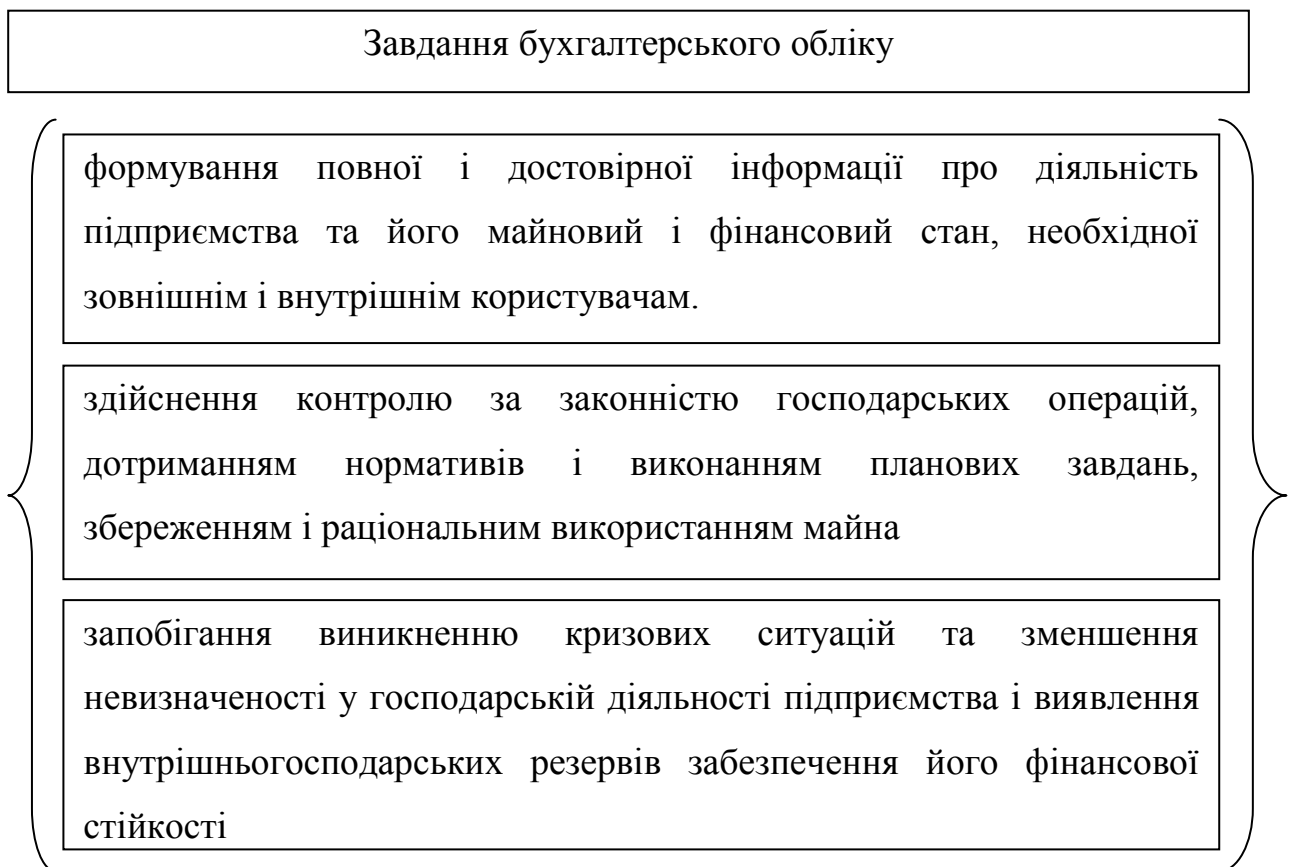 Завдання бухгалтерського обліку
формування повної і достовірної інформації про діяльність
підприємства та його майновий і фінансовий стан, необхідної
зовнішнім і внутрішнім користувачам.
здійснення контролю за законністю господарських операцій,
дотриманням нормативів і виконанням планових завдань,
збереженням і раціональним використанням майна
запобігання виникненню кризових ситуацій та зменшення
невизначеності у господарській діяльності підприємства і виявлення
внутрішньогосподарських резервів забезпечення його фінансової
стійкості